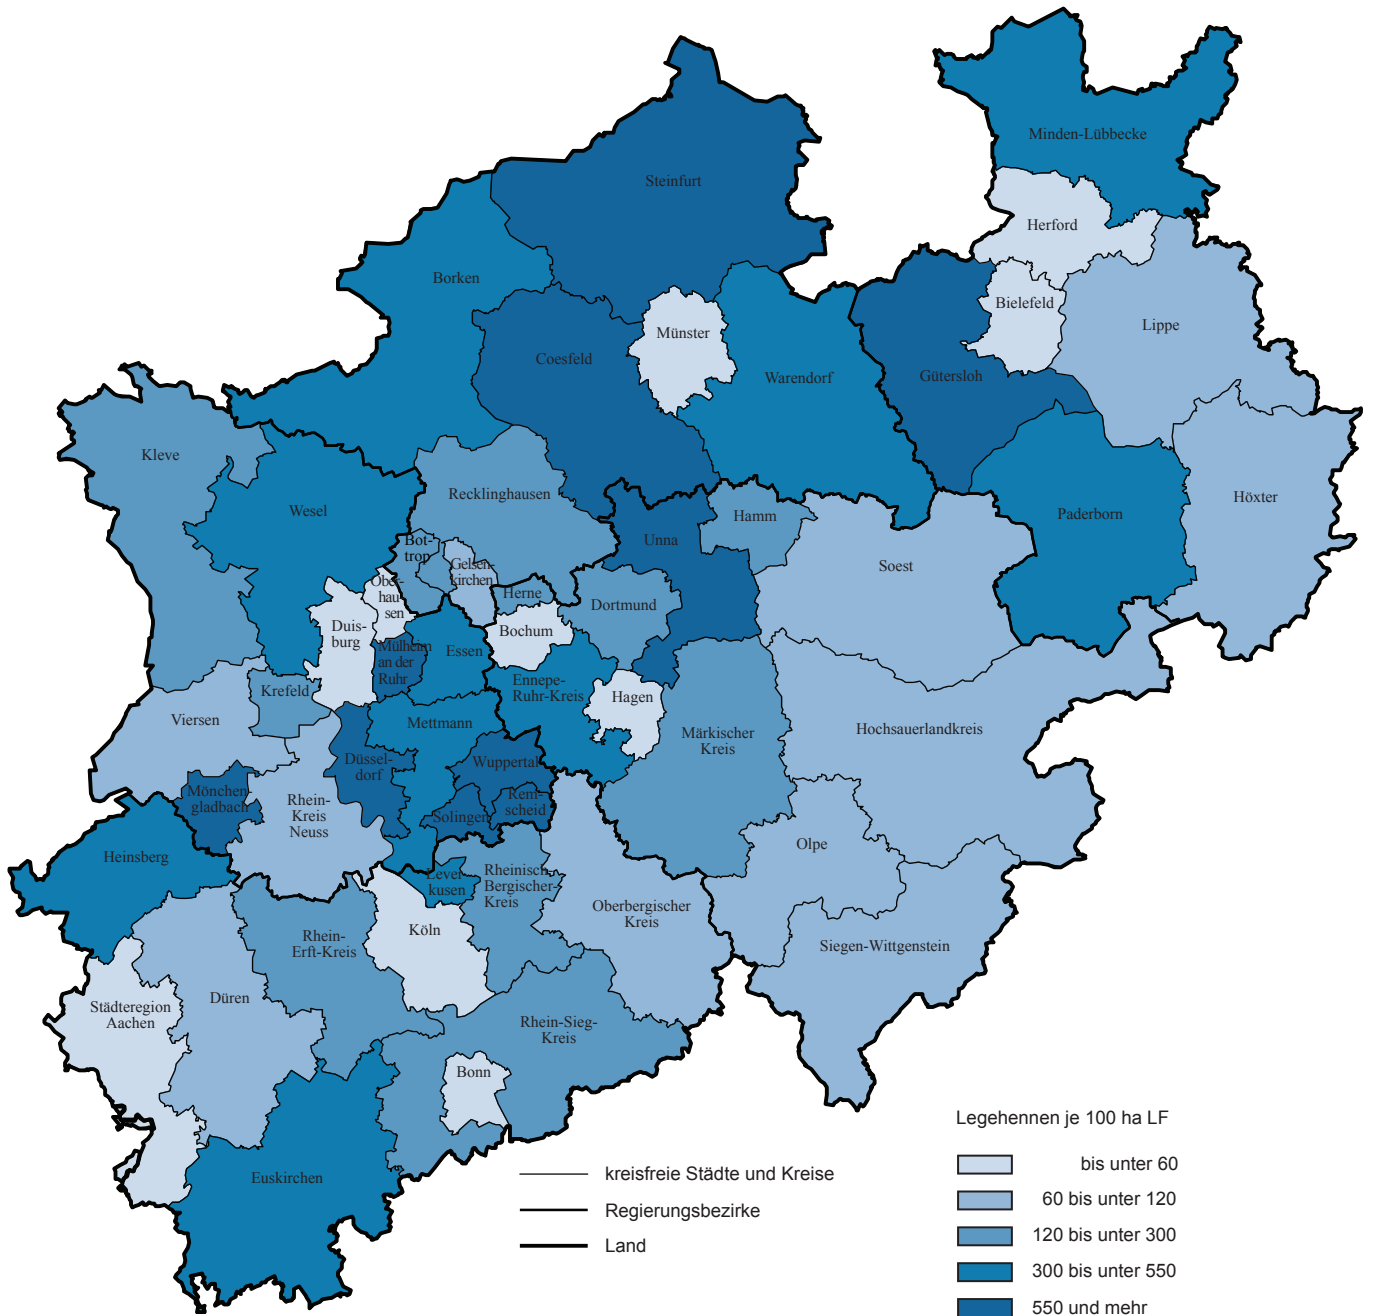 Minden-Lübbecke
Steinfurt
Herford
Borken
Bielefeld
Münster
Lippe
Coesfeld
Warendorf
Gütersloh
Kleve
Recklinghausen
Höxter
Wesel
Hamm
Paderborn
Unna
Bot-
trop
Gelsen-
kirchen
Soest
Ober-
hau-
sen
Herne
Dortmund
Duis-
burg
Bochum
Mülheim
an der
Ruhr
Essen
Ennepe-
Ruhr-Kreis
Krefeld
Hagen
Viersen
Mettmann
Märkischer
Kreis
Hochsauerlandkreis
Düssel-
dorf
Wuppertal
Mönchen-
gladbach
Rhein-
Kreis
Neuss
Rem-
scheid
Solingen
Olpe
Heinsberg
Lever-
kusen
Rheinisch-
Bergischer-
Kreis
Oberbergischer
Kreis
Köln
Rhein-
Erft-Kreis
Siegen-Wittgenstein
Düren
Städteregion
Aachen
Rhein-Sieg-
Kreis
Bonn
Euskirchen
kreisfreie Städte und Kreise
Regierungsbezirke
Land
Legehennen je 100 ha LF
bis unter 60
60 bis unter 120
120 bis unter 300
300 bis unter 550
550 und mehr